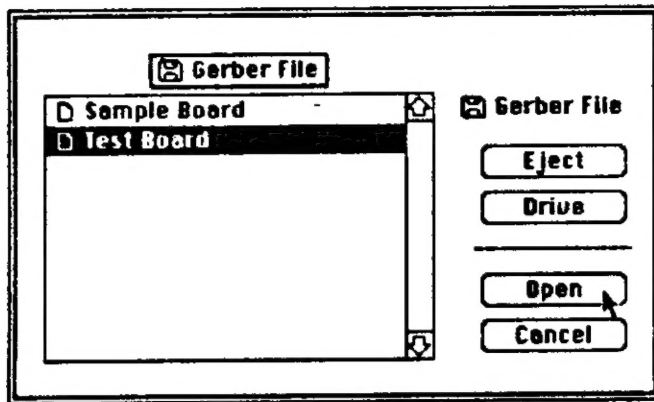 Gerber File
Sample Board
Test Board
Gerber File
Eject
Drive
Open
Cancel